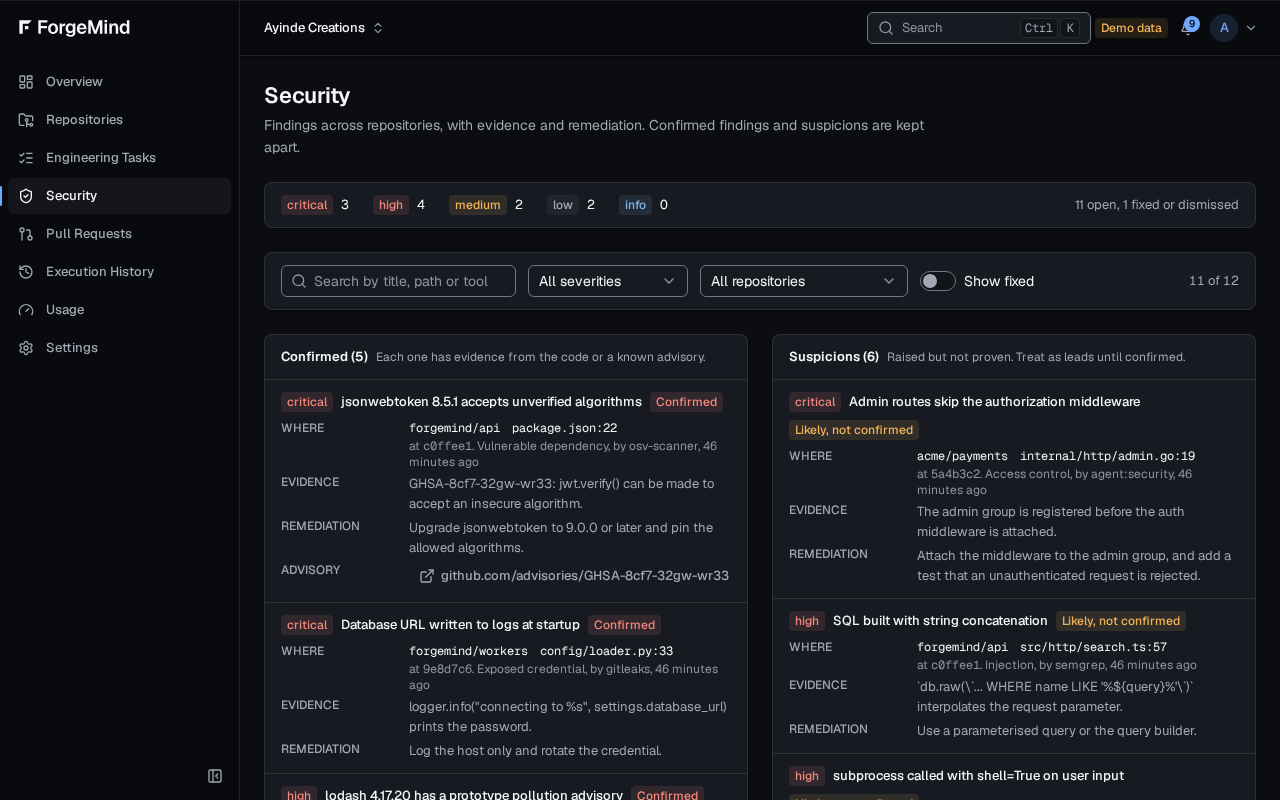 ForgeMind
Ayinde Creations
Search
Ctrl K
Demo data
9
A
Overview
Repositories
Engineering Tasks
Security
Pull Requests
Execution History
Usage
Settings
Security
Findings across repositories, with evidence and remediation. Confirmed findings and suspicions are kept
apart.
critical 3 high 4 medium 2 low 2 info 0
11 open, 1 fixed or dismissed
Search by title, path or tool
All severities
All repositories
Show fixed
11 of 12
Confirmed (5) Each one has evidence from the code or a known advisory.
critical jsonwebtoken 8.5.1 accepts unverified algorithms Confirmed
WHERE
forgemind/api package.json:22
at c0ffee1. Vulnerable dependency, by osv-scanner, 46
minutes ago
EVIDENCE
GHSA-8cf7-32gw-wr33: jwt.verify() can be made to
accept an insecure algorithm.
REMEDIATION
Upgrade jsonwebtoken to 9.0.0 or later and pin the
allowed algorithms.
ADVISORY
github.com/advisories/GHSA-8cf7-32gw-wr33
critical Database URL written to logs at startup Confirmed
WHERE
forgemind/workers config/loader.py:33
at 9e8d7c6. Exposed credential, by gitleaks, 46 minutes
ago
EVIDENCE
logger.info("connecting to %s", settings.database_url)
prints the password.
REMEDIATION
Log the host only and rotate the credential.
high lodash 4.17.20 has a prototype pollution advisory Confirmed
Suspicions (6) Raised but not proven. Treat as leads until confirmed.
critical Admin routes skip the authorization middleware
Likely, not confirmed
WHERE
acme/payments internal/http/admin.go:19
at 5a4b3c2. Access control, by agent:security, 46
minutes ago
EVIDENCE
The admin group is registered before the auth
middleware is attached.
REMEDIATION
Attach the middleware to the admin group, and add a
test that an unauthenticated request is rejected.
high SQL built with string concatenation Likely, not confirmed
WHERE
forgemind/api src/http/search.ts:57
at c0ffee1. Injection, by semgrep, 46 minutes ago
EVIDENCE
`db.raw(\`... WHERE name LIKE '%${query}%'\`)`
interpolates the request parameter.
REMEDIATION
Use a parameterised query or the query builder.
high subprocess called with shell=True on user input